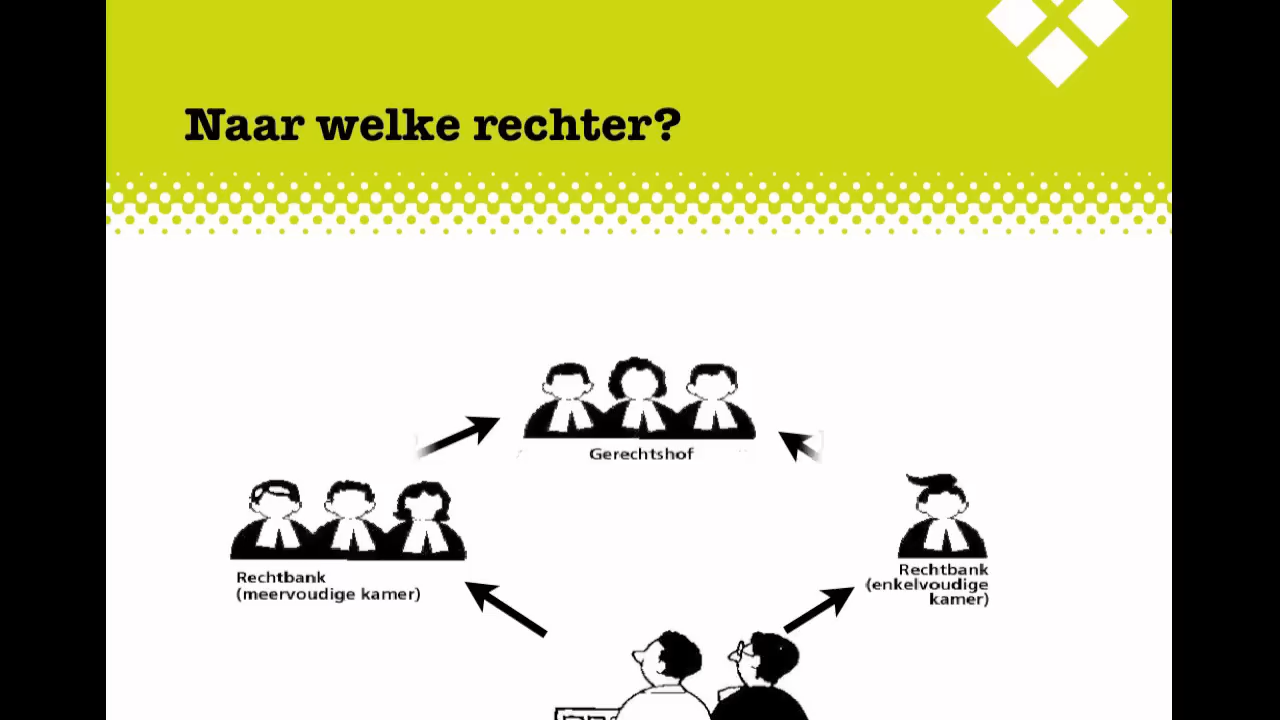 Naar welke rechter?
Gerechtshof
Rechtbank
(meervoudige kamer)
Rechtbank
(enkelvoudige
kamer)